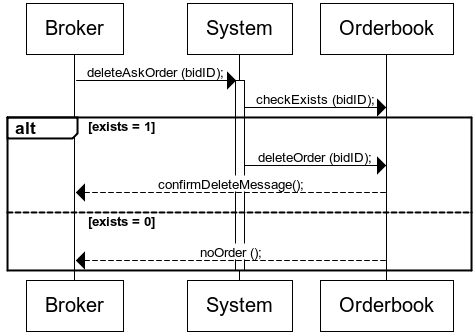 Broker System Orderbook
deleteAskOrder (bidID);
checkExists (bidID);
alt [exists = 1]
deleteOrder (bidID);
confirmDeleteMessage();
[exists = 0]
noOrder ();
Broker System Orderbook